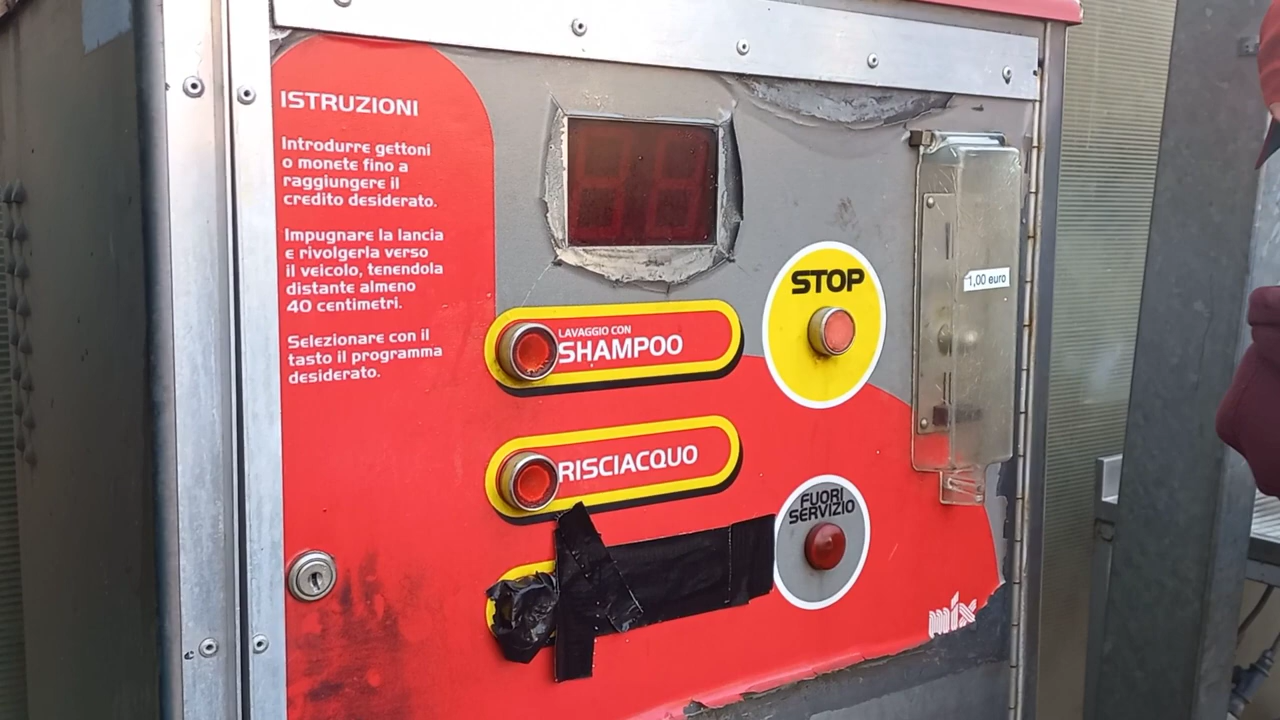 ISTRUZIONI
Introdurre gettoni
o monete fino a
raggiungere il
credito desiderato.
Impugnare la lancia
e rivolgerla verso
il veicolo, tenendola
distante almeno
40 centimetri.
Selezionare con il
tasto il programma
desiderato.
LAVAGGIO CON
SHAMPOO
RISCIACQUO
STOP
1,00 euro
FUORI
SERVIZIO
mix